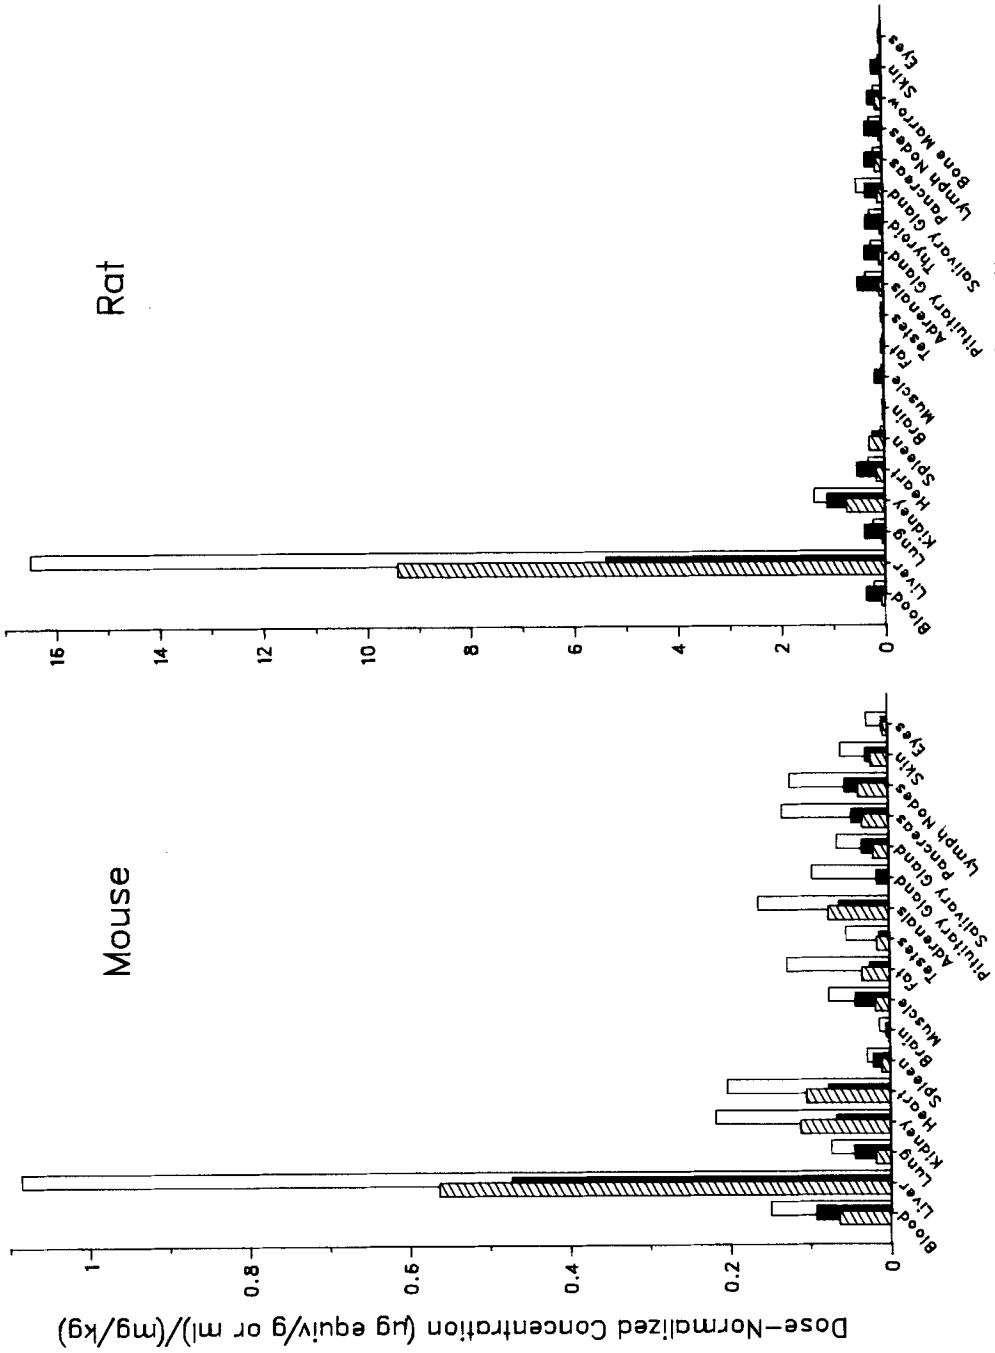 Dose-Normalized Concentration (μg equiv/g or ml)/(mg/kg)
Mouse
1
0.6
0.4
0.2
0
Blood
Liver
Lung
Kidney
Heart
Spleen
Brain
Muscle
Fat
Testes
Adrenals
Pituitary Gland
Salivary Gland
Pancreas
Lymph Nodes
Skin
Eyes
Rat
16
14
12
10
8
6
4
2
0
Blood
Liver
Lung
Kidney
Heart
Spleen
Brain
Muscle
Fat
Testes
Adrenals
Pituitary Gland
Thyroid
Salivary Gland
Pancreas
Lymph Nodes
Bone Marrow
Skin
Eyes